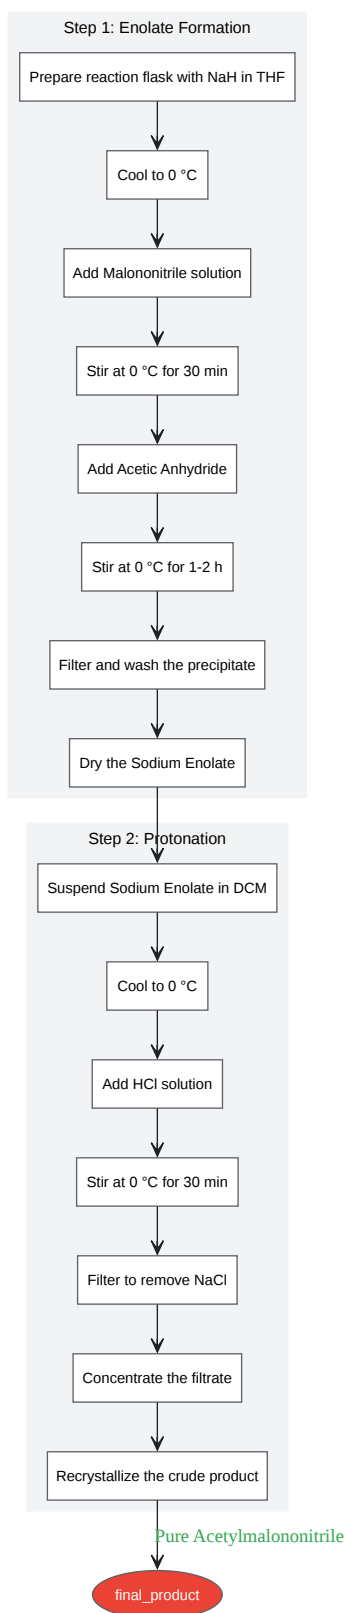 Step 1: Enolate Formation
Prepare reaction flask with NaH in THF
Cool to 0 °C
Add Malononitrile solution
Stir at 0 °C for 30 min
Add Acetic Anhydride
Stir at 0 °C for 1-2 h
Filter and wash the precipitate
Dry the Sodium Enolate
Step 2: Protonation
Suspend Sodium Enolate in DCM
Cool to 0 °C
Add HCl solution
Stir at 0 °C for 30 min
Filter to remove NaCl
Concentrate the filtrate
Recrystallize the crude product
Pure Acetylmalononitrile
final_product